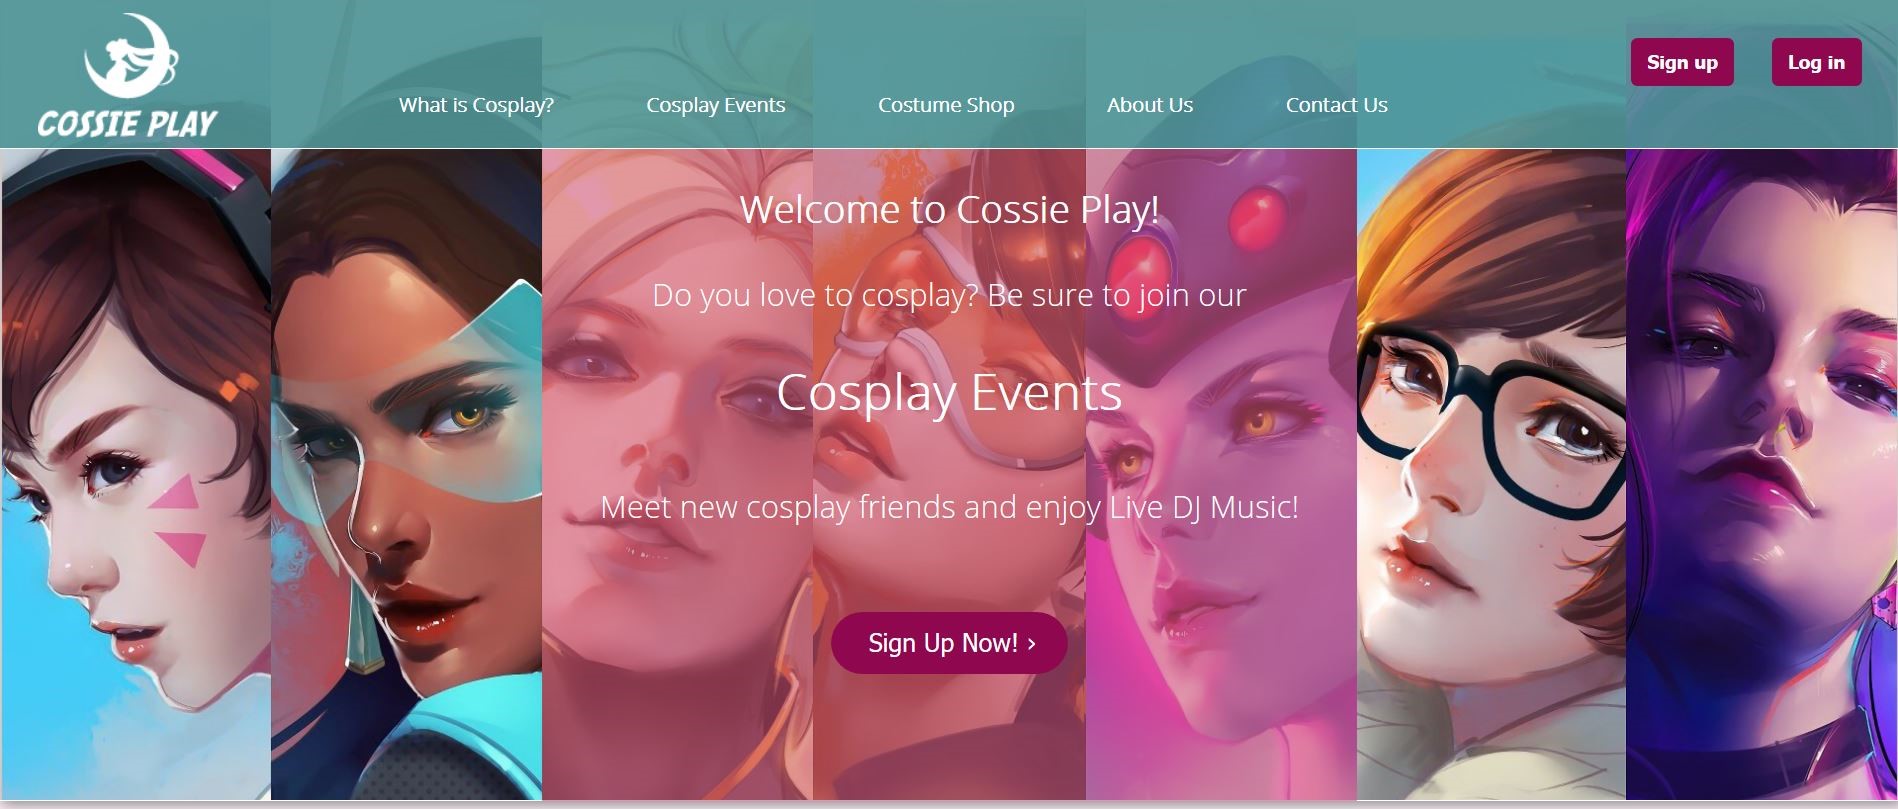 COSSIE PLAY
Sign up
Log in
What is Cosplay?
Cosplay Events
Costume Shop
About Us
Contact Us
Welcome to Cossie Play!
Do you love to cosplay? Be sure to join our
Cosplay Events
Meet new cosplay friends and enjoy Live DJ Music!
Sign Up Now! ›